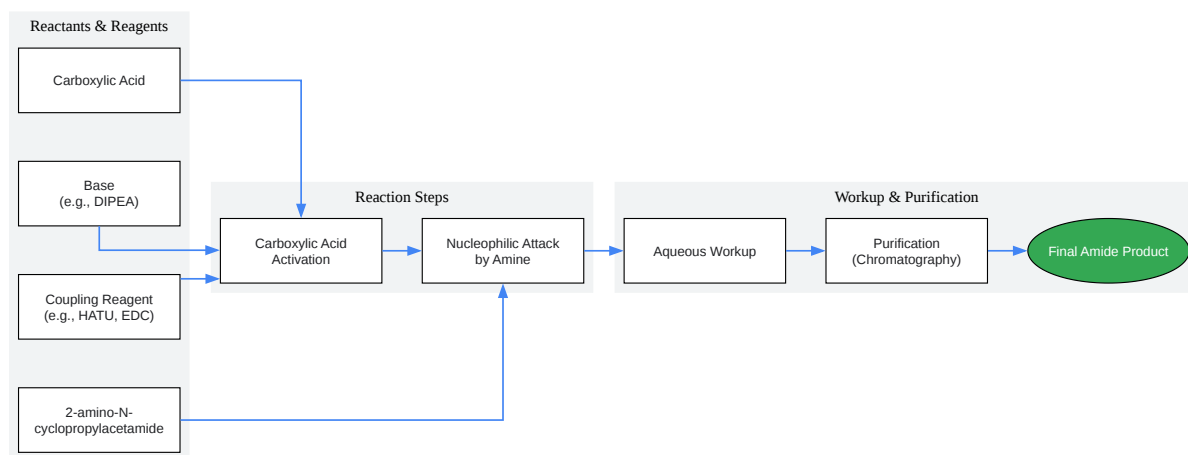 Reactants & Reagents
Carboxylic Acid
Base
(e.g., DIPEA)
Coupling Reagent
(e.g., HATU, EDC)
2-amino-N-
cyclopropylacetamide
Reaction Steps
Carboxylic Acid
Activation
Nucleophilic Attack
by Amine
Workup & Purification
Aqueous Workup
Purification
(Chromatography)
Final Amide Product